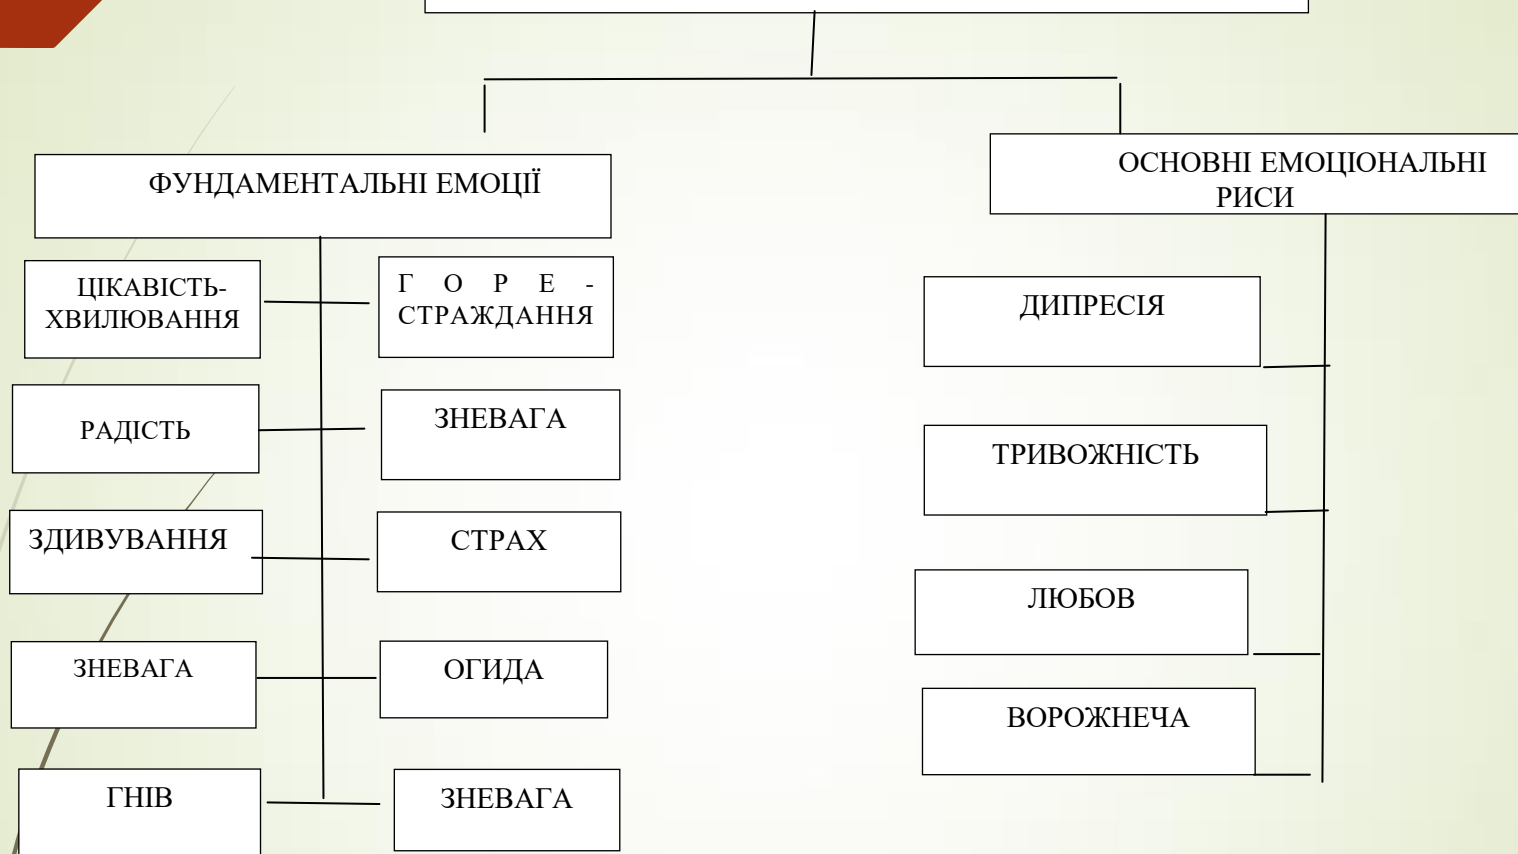 ФУНДАМЕНТАЛЬНІ ЕМОЦІЇ
ОСНОВНІ ЕМОЦІОНАЛЬНІ
РИСИ
ЦІКАВІСТЬ-
ХВИЛЮВАННЯ
Г О Р Е -
СТРАЖДАННЯ
РАДІСТЬ
ЗНЕВАГА
ЗДИВУВАННЯ
СТРАХ
ЗНЕВАГА
ОГИДА
ГНІВ
ЗНЕВАГА
ДИПРЕСІЯ
ТРИВОЖНІСТЬ
ЛЮБОВ
ВОРОЖНЕЧА